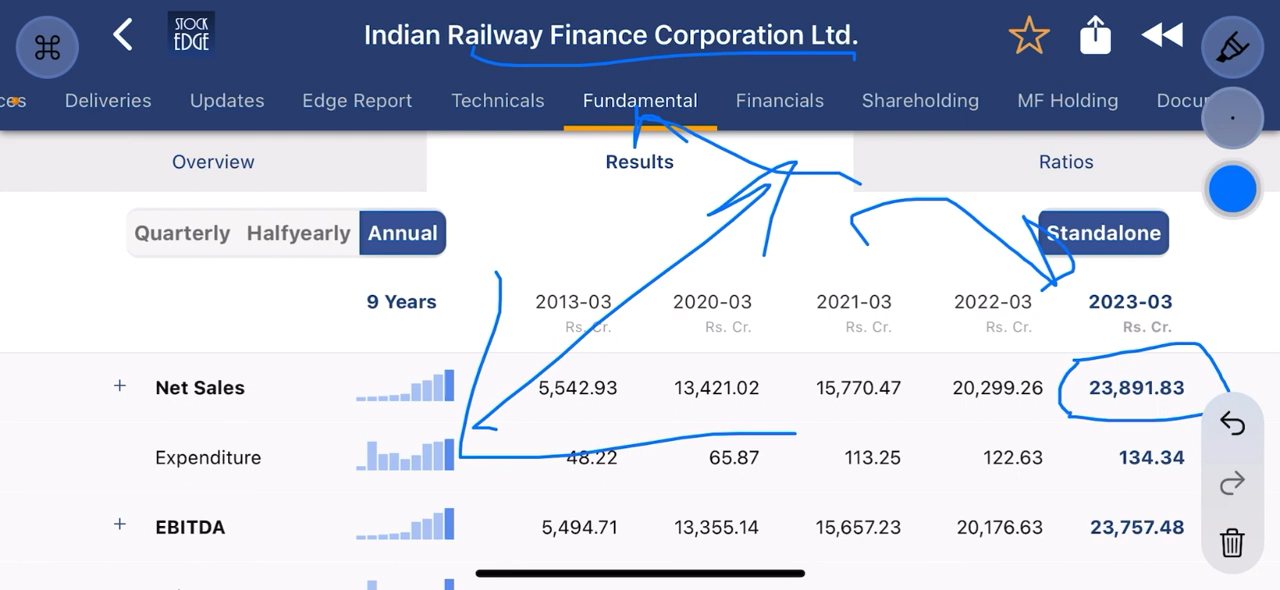 STOCK EDGE
Indian Railway Finance Corporation Ltd.
ces Deliveries Updates Edge Report Technicals Fundamental Financials Shareholding MF Holding Docu
Overview Results Ratios
Quarterly Halfyearly Annual Standalone
9 Years 2013-03 2020-03 2021-03 2022-03 2023-03
Rs. Cr. Rs. Cr. Rs. Cr. Rs. Cr. Rs. Cr.
+ Net Sales 5,542.93 13,421.02 15,770.47 20,299.26 23,891.83
Expenditure 48.22 65.87 113.25 122.63 134.34
+ EBITDA 5,494.71 13,355.14 15,657.23 20,176.63 23,757.48